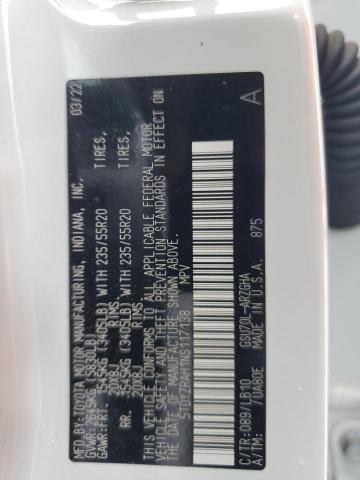 MFD.BY: TOYOTA MOTOR MANUFACTURING, INDIANA, INC. 03/22
GVWR: 2645KG (5830LB)
GAWR: FRT. 1545KG (3405LB) WITH 235/55R20 TIRES,
20X8J RIMS,
RR. 1545KG (3405LB) WITH 235/55R20 TIRES,
20X8J RIMS,
THIS VEHICLE CONFORMS TO ALL APPLICABLE FEDERAL MOTOR
VEHICLE SAFETY AND THEFT PREVENTION STANDARDS IN EFFECT ON
THE DATE OF MANUFACTURE SHOWN ABOVE.
MPV
C/TR: 089/LB10 GSU70L-ARZGHA
A/TM: /UA80E MADE IN U.S.A. 875 A